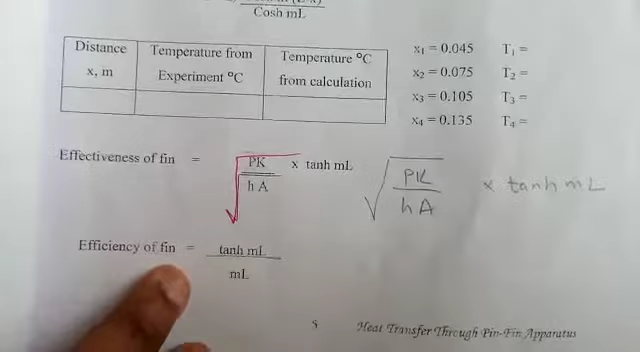 Cosh mL
Distance x, m
Temperature from Experiment °C
Temperature °C from calculation
x₁ = 0.045 T₁ =
x₂ = 0.075 T₂ =
x₃ = 0.105 T₃ =
x₄ = 0.135 T₄ =
Effectiveness of fin = √ PK / h A x tanh mL
√ PK / h A x tanh mL
Efficiency of fin = tanh mL / mL
5 Heat Transfer Through Pin-Fin Apparatus